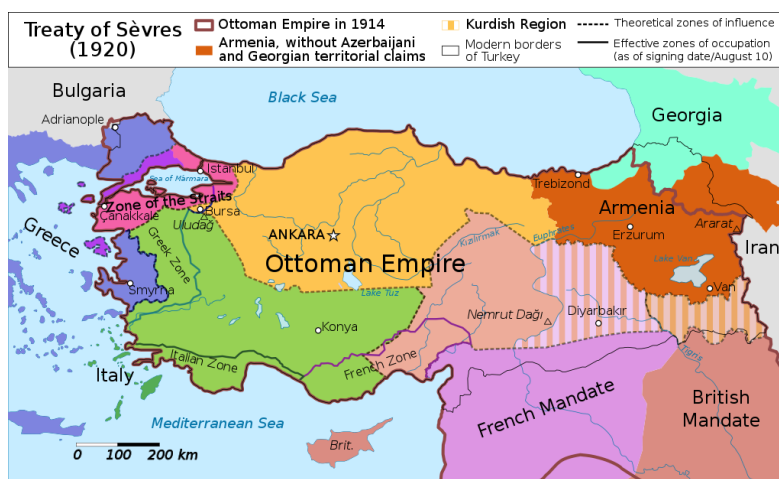 Treaty of Sèvres
(1920)
Ottoman Empire in 1914
Armenia, without Azerbaijani
and Georgian territorial claims
Kurdish Region
Modern borders
of Turkey
Theoretical zones of influence
Effective zones of occupation
(as of signing date/August 10)
Bulgaria
Adrianople
Black Sea
Georgia
Istanbul
Sea of Marmara
Zone of the Straits
Çanakkale
Bursa
Uludağ
Trebizond
Armenia
Erzurum
Ararat
Iran
Greece
Greek Zone
ANKARA
Kızılırmak
Euphrates
Ottoman Empire
Lake Van
Van
Smyrna
Lake Tuz
Nemrut Dağı
Diyarbakır
Konya
Italian Zone
French Zone
Tigris
Italy
French Mandate
British
Mandate
Mediterranean Sea
Brit.
0 100 200 km